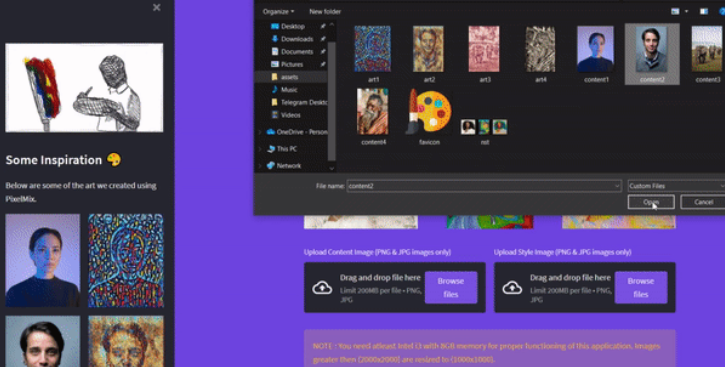 Organize
New folder
Desktop
Downloads
Documents
Pictures
assets
Music
Telegram Deskto
Videos
OneDrive - Person
This PC
Network
art1
art2
art3
art4
content1
content2
content3
content4
favicon
File name:
content2
Custom Files
Open
Cancel
Some Inspiration
Below are some of the art we created using
PixelMix.
Upload Content Image (PNG & JPG images only)
Drag and drop file here
Limit 200MB per file • PNG,
JPG
Browse
files
Upload Style Image (PNG & JPG images only)
Drag and drop file here
Limit 200MB per file • PNG,
JPG
Browse
files
NOTE : You need atleast Intel i3 with 8GB memory for proper functioning of this application. Images
greater then (2000x2000) are resized to (1000x1000).